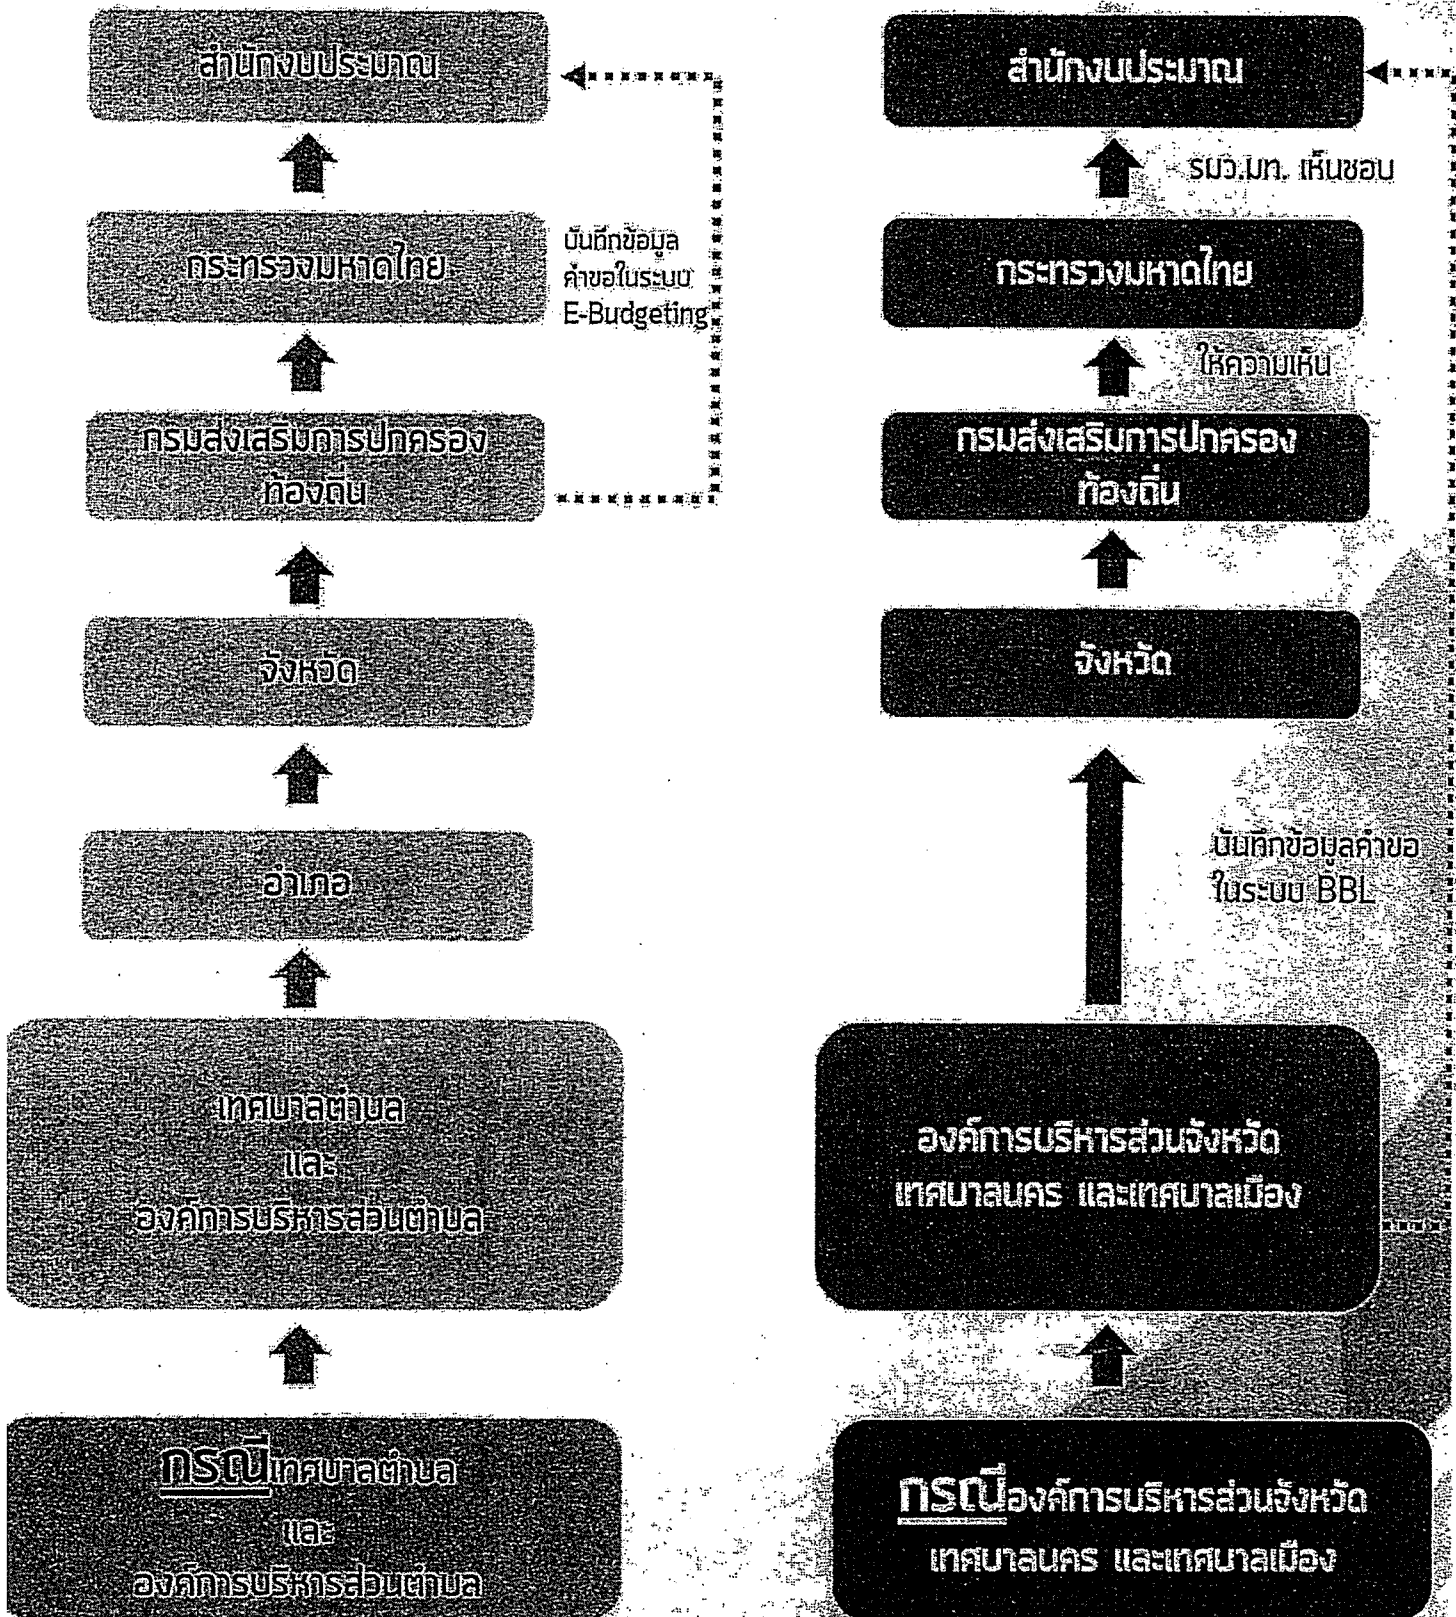 สำนักงบประมาณ
กระทรวงมหาดไทย
บันทึกข้อมูล
คำขอในระบบ
E-Budgeting
กรมส่งเสริมการปกครอง
ท้องถิ่น
จังหวัด
อำเภอ
เทศบาลตำบล
และ
องค์การบริหารส่วนตำบล
กรณีเทศบาลตำบล
และ
องค์การบริหารส่วนตำบล
สำนักงบประมาณ
รมว.มท. เห็นชอบ
กระทรวงมหาดไทย
ให้ความเห็น
กรมส่งเสริมการปกครอง
ท้องถิ่น
จังหวัด
บันทึกข้อมูลคำขอ
ในระบบ BBL
องค์การบริหารส่วนจังหวัด
เทศบาลนคร และเทศบาลเมือง
กรณีองค์การบริหารส่วนจังหวัด
เทศบาลนคร และเทศบาลเมือง